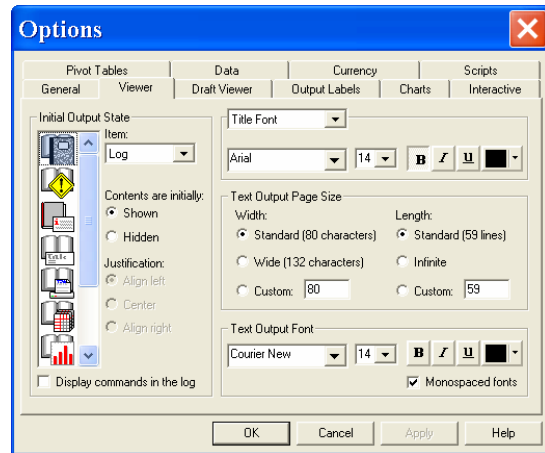 Options
Pivot Tables Data Currency Scripts
General Viewer Draft Viewer Output Labels Charts Interactive
Initial Output State
Item:
Log
Contents are initially:
Shown
Hidden
Justification:
Align left
Center
Align right
Display commands in the log
Title Font
Arial 14 B I U
Text Output Page Size
Width: Length:
Standard (80 characters) Standard (59 lines)
Wide (132 characters) Infinite
Custom: 80 Custom: 59
Text Output Font
Courier New 14 B I U
Monospaced fonts
OK Cancel Apply Help